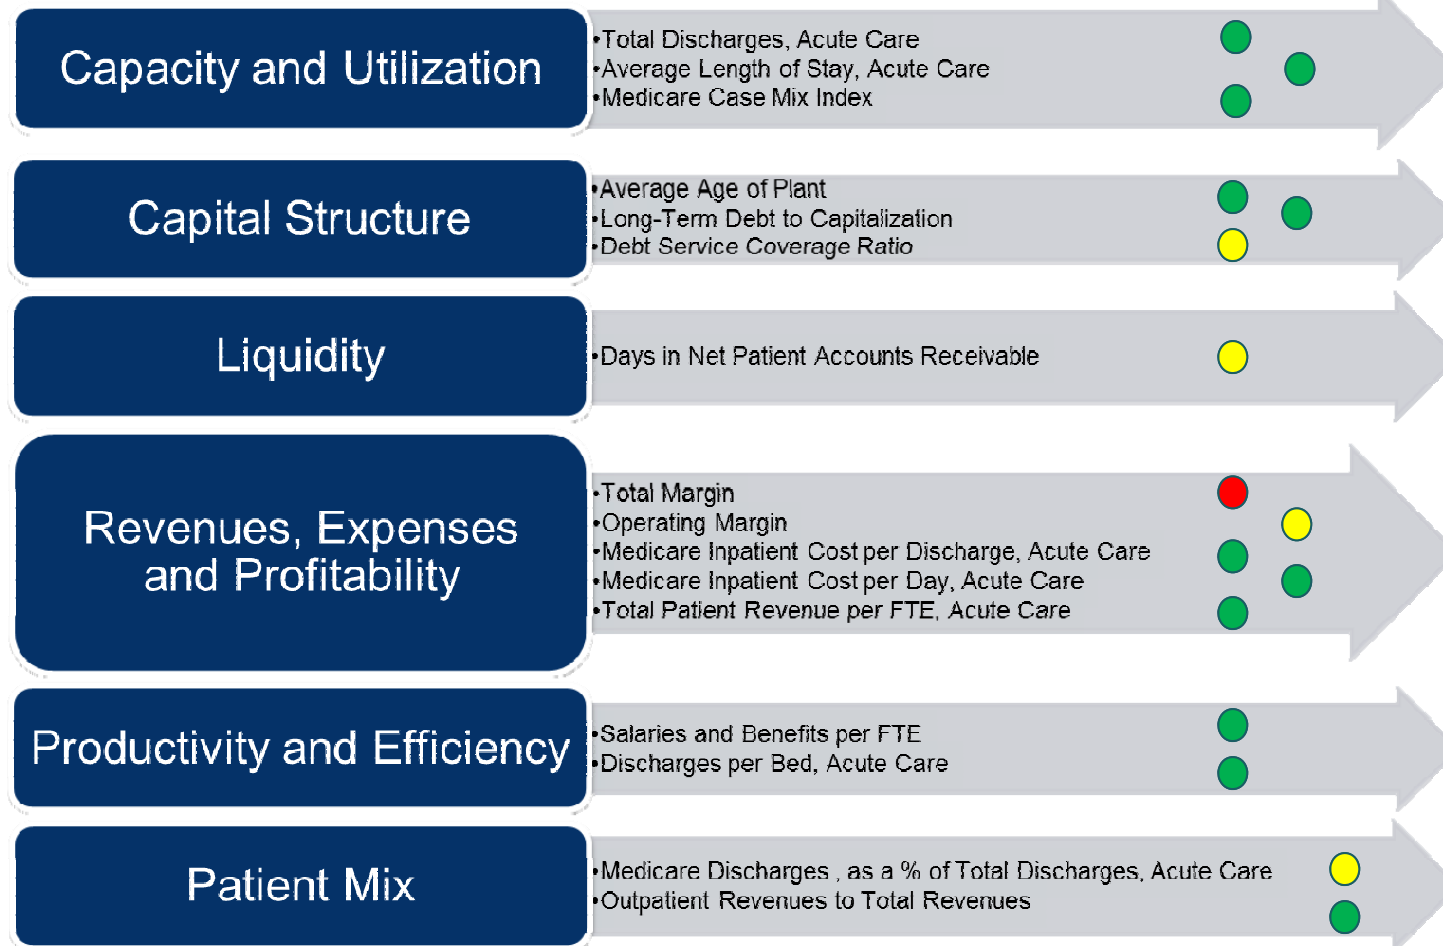 Capacity and Utilization
•Total Discharges, Acute Care
•Average Length of Stay, Acute Care
•Medicare Case Mix Index
Capital Structure
•Average Age of Plant
•Long-Term Debt to Capitalization
•Debt Service Coverage Ratio
Liquidity
•Days in Net Patient Accounts Receivable
Revenues, Expenses
and Profitability
•Total Margin
•Operating Margin
•Medicare Inpatient Cost per Discharge, Acute Care
•Medicare Inpatient Cost per Day, Acute Care
•Total Patient Revenue per FTE, Acute Care
Productivity and Efficiency
•Salaries and Benefits per FTE
•Discharges per Bed, Acute Care
Patient Mix
•Medicare Discharges , as a % of Total Discharges, Acute Care
•Outpatient Revenues to Total Revenues